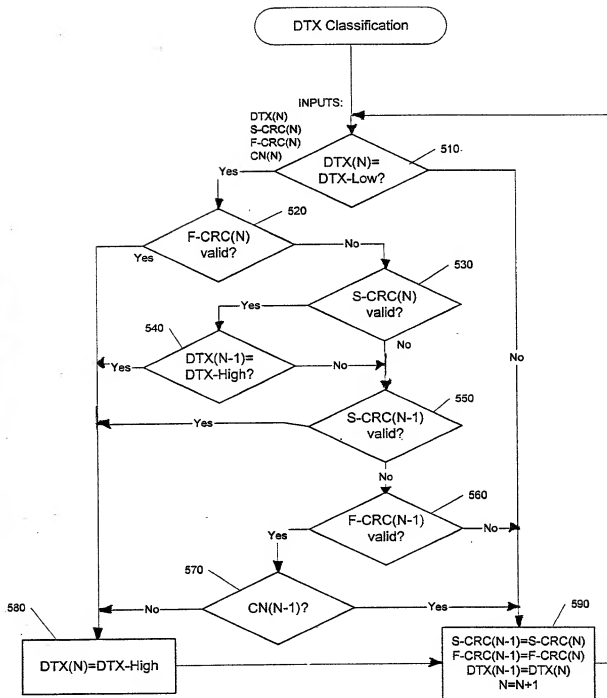 DTX Classification
INPUTS:
DTX(N)
S-CRC(N)
F-CRC(N)
CN(N)
DTX(N)=
DTX-Low?
510
Yes
520
F-CRC(N)
valid?
Yes
No
530
S-CRC(N)
valid?
Yes
No
540
DTX(N-1)=
DTX-High?
Yes
No
No
550
S-CRC(N-1)
valid?
Yes
No
560
F-CRC(N-1)
valid?
Yes
No
570
CN(N-1)?
No
Yes
580
DTX(N)=DTX-High
590
S-CRC(N-1)=S-CRC(N)
F-CRC(N-1)=F-CRC(N)
DTX(N-1)=DTX(N)
N=N+1